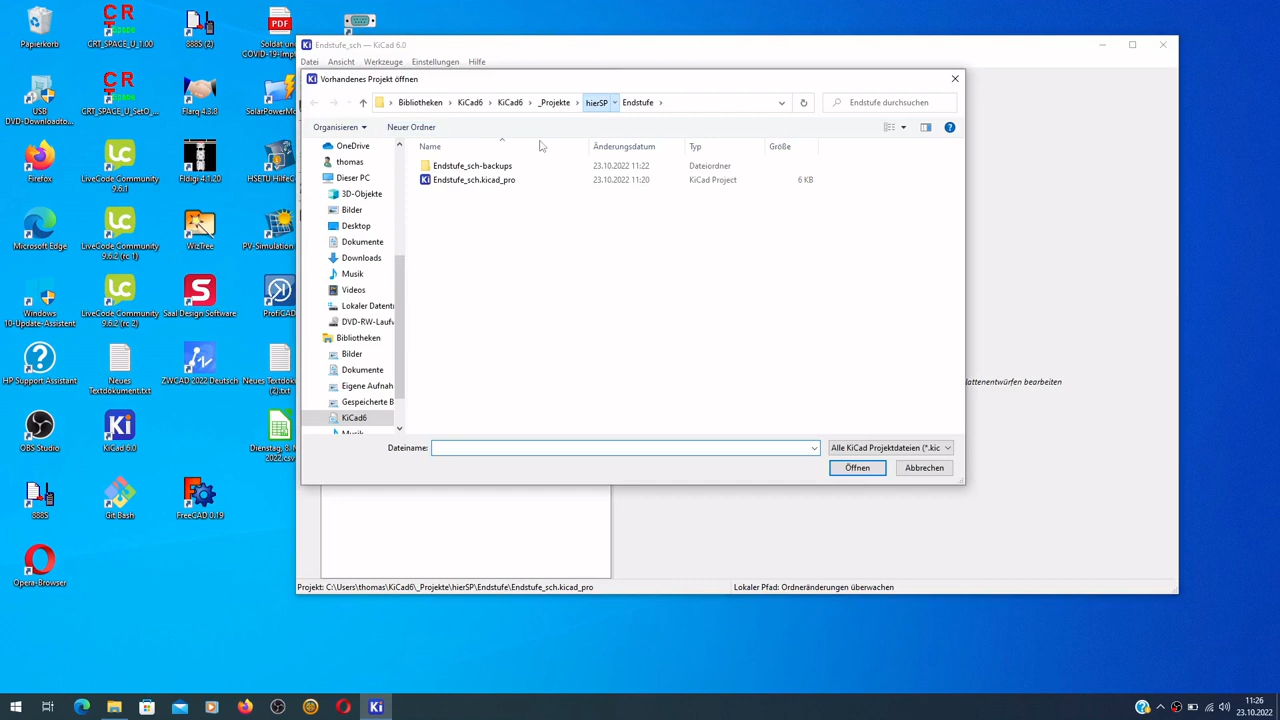 Papierkorb
CRT_SPACE_U_1.00
888S (2)
Soldat un
COVID-19-Imp
USB
DVD-Downloadto...
CRT_SPACE_U_SetO_
Flarq 4.3.8
SolarPowerMo
Firefox
LiveCode Community
9.6.1
Fldigi 4.1.20
HSETU HilfeC
Microsoft Edge
LiveCode Community
9.6.2 (rc 1)
WizTree
PV-Simulation
Windows
10-Update-Assistent
LiveCode Community
9.6.2 (rc 2)
Saal Design Software
ProfiCAD
HP Support Assistant
Neues
Textdokument.txt
ZWCAD 2022 Deutsch
Neues Textdok
(2).txt
OBS Studio
KiCad 6.0
Dienstag, 8.
2022.csv
888S
Git Bash
FreeCAD 0.19
Opera-Browser
Endstufe_sch — KiCad 6.0
Datei Ansicht Werkzeuge Einstellungen Hilfe
Vorhandenes Projekt öffnen
Bibliotheken KiCad6 KiCad6 _Projekte hierSP Endstufe
Endstufe durchsuchen
Organisieren Neuer Ordner
Name Änderungsdatum Typ Größe
Endstufe_sch-backups 23.10.2022 11:22 Dateiordner
Endstufe_sch.kicad_pro 23.10.2022 11:20 KiCad Project 6 KB
OneDrive
thomas
Dieser PC
3D-Objekte
Bilder
Desktop
Dokumente
Downloads
Musik
Videos
Lokaler Datent
DVD-RW-Laufw
Bibliotheken
Bilder
Dokumente
Eigene Aufnah
Gespeicherte B
KiCad6
Musik
Dateiname:
Alle KiCad Projektdateien (*.kic
Öffnen Abbrechen
lattenentwürfen bearbeiten
Projekt: C:\Users\thomas\KiCad6\_Projekte\hierSP\Endstufe\Endstufe_sch.kicad_pro
Lokaler Pfad: Ordneränderungen überwachen
11:26
23.10.2022